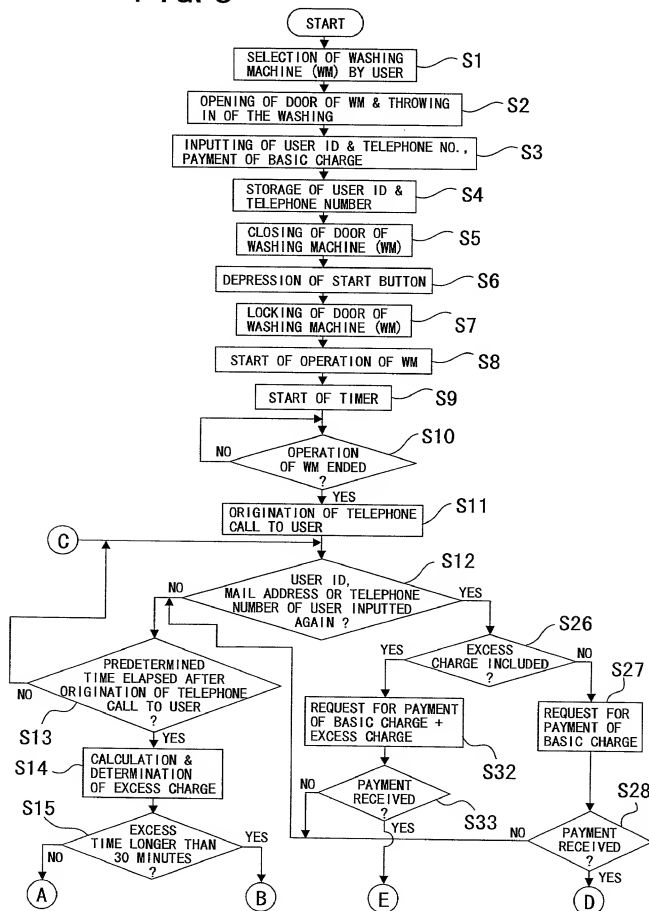 START
SELECTION OF WASHING
MACHINE (WM) BY USER
S1
OPENING OF DOOR OF WM & THROWING
IN OF THE WASHING
S2
INPUTTING OF USER ID & TELEPHONE NO.,
PAYMENT OF BASIC CHARGE
S3
STORAGE OF USER ID &
TELEPHONE NUMBER
S4
CLOSING OF DOOR OF
WASHING MACHINE (WM)
S5
DEPRESSION OF START BUTTON
S6
LOCKING OF DOOR OF
WASHING MACHINE (WM)
S7
START OF OPERATION OF WM
S8
START OF TIMER
S9
S10
NO
OPERATION
OF WM ENDED
?
YES
ORIGINATION OF TELEPHONE
CALL TO USER
S11
C
S12
NO
USER ID,
MAIL ADDRESS OR TELEPHONE
NUMBER OF USER INPUTTED
AGAIN ?
YES
S26
YES
EXCESS
CHARGE INCLUDED
?
NO
S27
PREDETERMINED
TIME ELAPSED AFTER
ORIGINATION OF TELEPHONE
CALL TO USER
?
NO
S13
YES
REQUEST FOR PAYMENT
OF BASIC CHARGE +
EXCESS CHARGE
S32
REQUEST FOR
PAYMENT OF
BASIC CHARGE
S14
CALCULATION &
DETERMINATION
OF EXCESS CHARGE
NO
PAYMENT
RECEIVED
?
S33
YES
S28
NO
PAYMENT
RECEIVED
?
YES
S15
EXCESS
TIME LONGER THAN
30 MINUTES
?
NO
YES
A
B
E
D